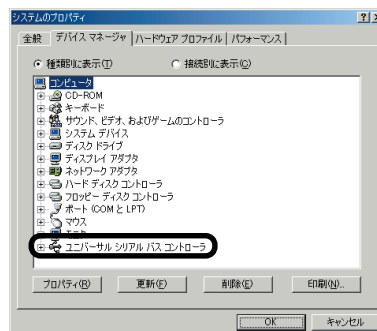 システムのプロパティ
全般 デバイス マネージャ ハードウェア プロファイル パフォーマンス
種類別に表示(T) 接続別に表示(C)
コンピュータ
CD-ROM
キーボード
サウンド、ビデオ、およびゲームのコントローラ
システム デバイス
ディスク ドライブ
ディスプレイ アダプタ
ネットワーク アダプタ
ハード ディスク コントローラ
フロッピー ディスク コントローラ
ポート (COM と LPT)
マウス
ユニバーサル シリアル バス コントローラ
プロパティ(R) 更新(F) 削除(E) 印刷(N)...
OK キャンセル